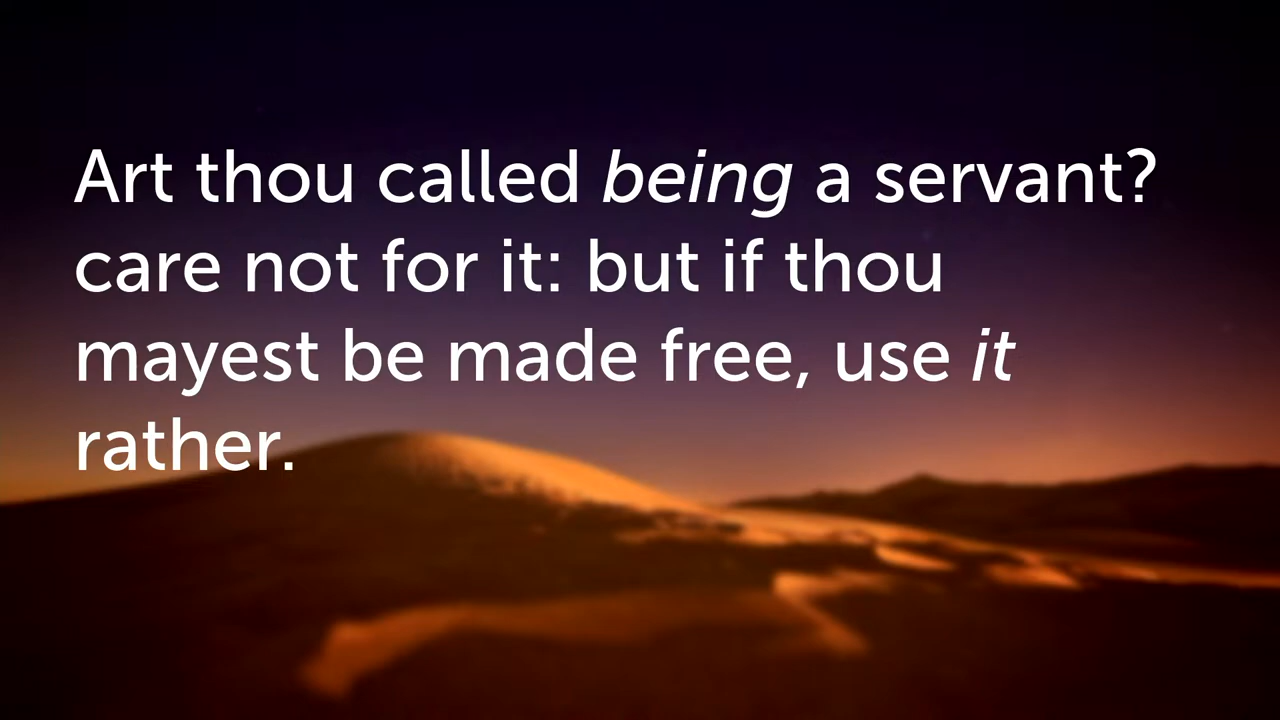 Art thou called being a servant?
care not for it: but if thou
mayest be made free, use it
rather.